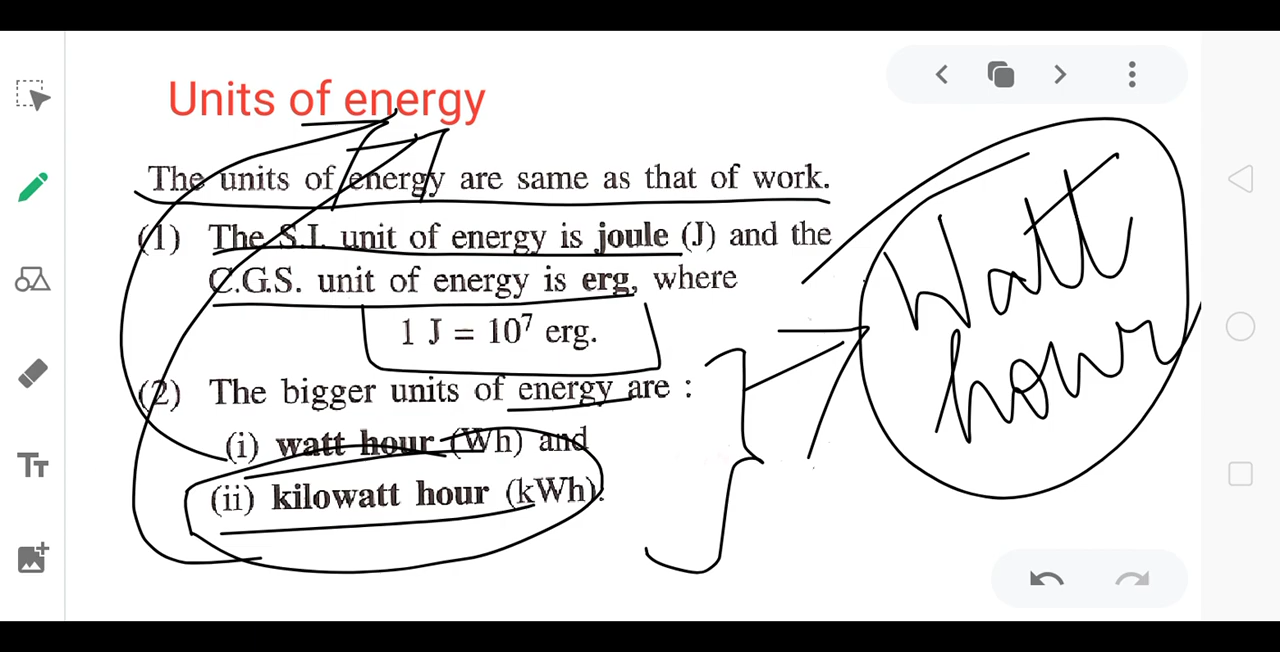 Units of energy
The units of energy are same as that of work.
(1) The S.I. unit of energy is joule (J) and the
C.G.S. unit of energy is erg, where
1 J = 10⁷ erg.
(2) The bigger units of energy are :
(i) watt hour (Wh) and
(ii) kilowatt hour (kWh).
Watt
hour
Tт